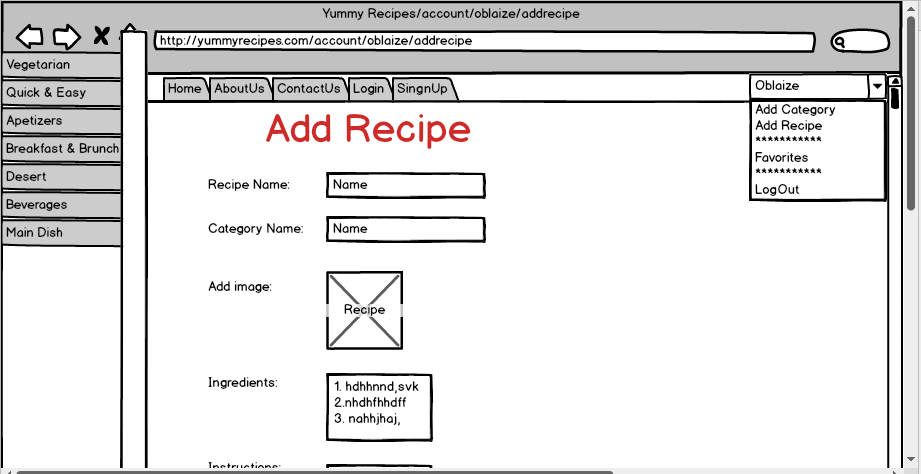 Yummy Recipes/account/oblaize/addrecipe
http://yummyrecipes.com/account/oblaize/addrecipe
Vegetarian
Quick & Easy
Apetizers
Breakfast & Brunch
Desert
Beverages
Main Dish
Home AboutUs ContactUs Login SingnUp
Oblaize
Add Category
Add Recipe
***********
Favorites
***********
LogOut
Add Recipe
Recipe Name: Name
Category Name: Name
Add image: Recipe
Ingredients:
1. hdhhnnd,svk
2.nhdhfhhdff
3. nahhjhaj,
Instructions: